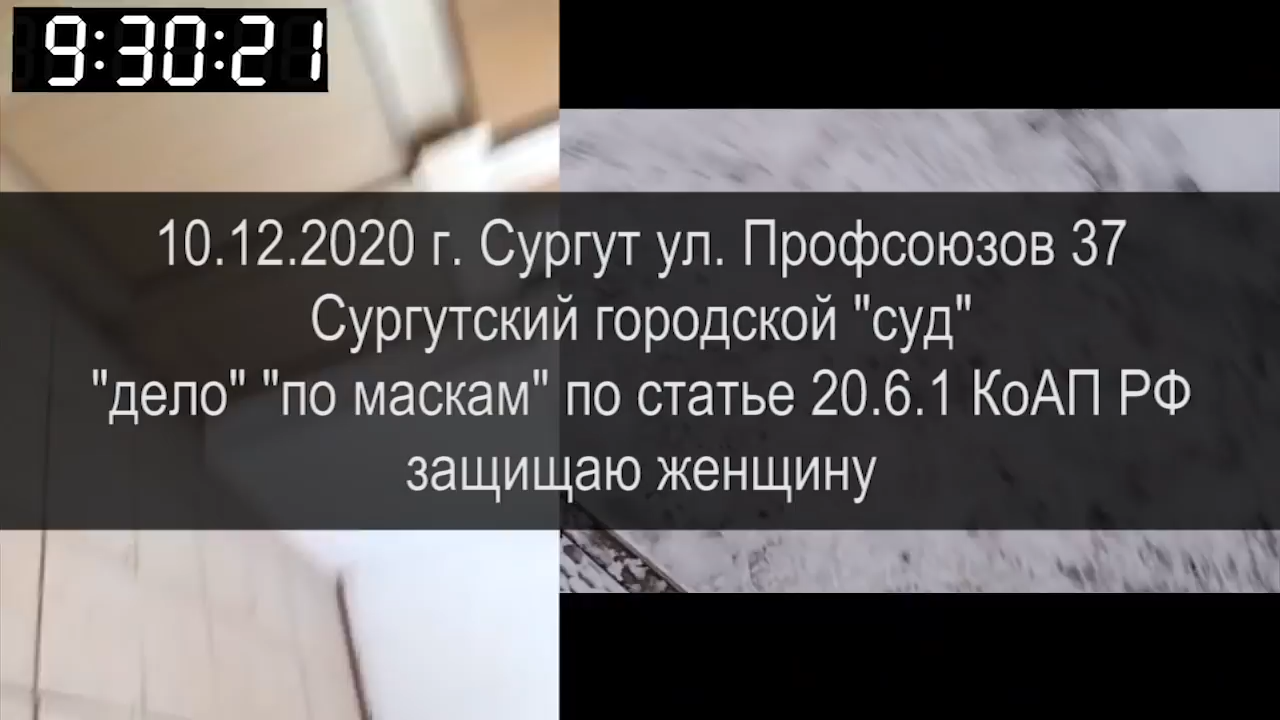 9:30:21
10.12.2020 г. Сургут ул. Профсоюзов 37
Сургутский городской "суд"
"дело" "по маскам" по статье 20.6.1 КоАП РФ
защищаю женщину